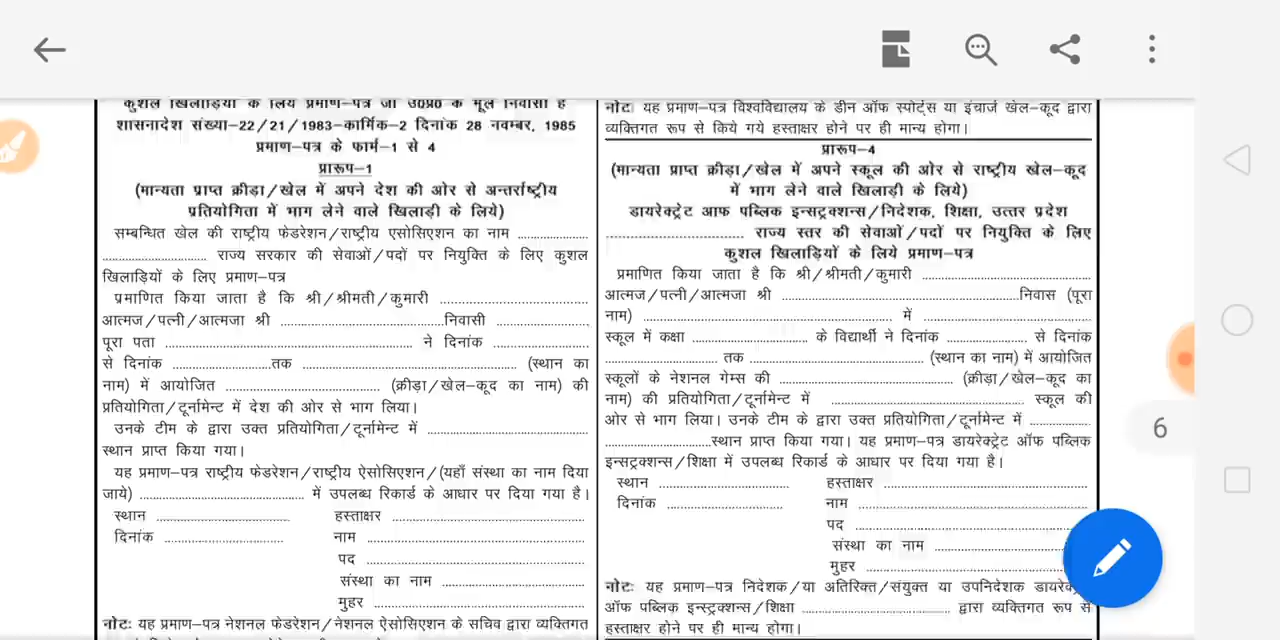 कुशल खिलाड़ियों के लिये प्रमाण–पत्र जो उ0प्र0 के मूल निवासी है
शासनादेश संख्या–22/21/1983–कार्मिक–2 दिनांक 28 नवम्बर, 1985
प्रमाण–पत्र के फार्म–1 से 4
प्रारूप–1
(मान्यता प्राप्त क्रीड़ा/खेल में अपने देश की ओर से अन्तर्राष्ट्रीय
प्रतियोगिता में भाग लेने वाले खिलाड़ी के लिये)
सम्बन्धित खेल की राष्ट्रीय फेडरेशन/राष्ट्रीय एसोसिएशन का नाम ....................
.............................. राज्य सरकार की सेवाओं/पदों पर नियुक्ति के लिए कुशल
खिलाड़ियों के लिए प्रमाण–पत्र
प्रमाणित किया जाता है कि श्री/श्रीमती/कुमारी ..........................................
आत्मज/पत्नी/आत्मजा श्री ..........................................निवासी ........................
पूरा पता ................................................................ ने दिनांक .........................
से दिनांक .........................तक ...................................................... (स्थान का
नाम) में आयोजित ....................................... (क्रीड़ा/खेल–कूद का नाम) की
प्रतियोगिता/टूर्नामेन्ट में देश की ओर से भाग लिया।
उनके टीम के द्वारा उक्त प्रतियोगिता/टूर्नामेन्ट में .........................................
स्थान प्राप्त किया गया।
यह प्रमाण–पत्र राष्ट्रीय फेडरेशन/राष्ट्रीय ऐसोसिएशन/(यहाँ संस्था का नाम दिया
जाये) .......................................... में उपलब्ध रिकार्ड के आधार पर दिया गया है।
स्थान .................................. हस्ताक्षर .................................................
दिनांक ............................... नाम .................................................
पद .................................................
संस्था का नाम .....................................
मुहर .................................................
नोट: यह प्रमाण–पत्र नेशनल फेडरेशन/नेशनल ऐसोसिएशन के सचिव द्वारा व्यक्तिगत
नोट: यह प्रमाण–पत्र विश्वविद्यालय के डीन ऑफ स्पोर्ट्स या इंचार्ज खेल–कूद द्वारा
व्यक्तिगत रूप से किये गये हस्ताक्षर होने पर ही मान्य होगा।
प्रारूप–4
(मान्यता प्राप्त क्रीड़ा/खेल में अपने स्कूल की ओर से राष्ट्रीय खेल–कूद
में भाग लेने वाले खिलाड़ी के लिये)
डायरेक्ट्रेट आफ पब्लिक इन्सट्रक्शन्स/निदेशक, शिक्षा, उत्तर प्रदेश
................................... राज्य स्तर की सेवाओं/पदों पर नियुक्ति के लिए
कुशल खिलाड़ियों के लिये प्रमाण–पत्र
प्रमाणित किया जाता है कि श्री/श्रीमती/कुमारी ..........................................
आत्मज/पत्नी/आत्मजा श्री .............................................................निवास (पूरा
नाम) .................................................................. में ..........................................
स्कूल में कक्षा ............................. के विद्यार्थी ने दिनांक .................... से दिनांक
............................ तक ............................................ (स्थान का नाम) में आयोजित
स्कूलों के नेशनल गेम्स की ............................................ (क्रीड़ा/खेल–कूद का
नाम) की प्रतियोगिता/टूर्नामेन्ट में .................................................. स्कूल की
ओर से भाग लिया। उनके टीम के द्वारा उक्त प्रतियोगिता/टूर्नामेन्ट में ...............
..........................स्थान प्राप्त किया गया। यह प्रमाण–पत्र डायरेक्ट्रेट ऑफ पब्लिक
इन्सट्रक्शन्स/शिक्षा में उपलब्ध रिकार्ड के आधार पर दिया गया है।
स्थान .................................. हस्ताक्षर ...................................................
दिनांक ............................... नाम .........................................................
पद ..........................................................
संस्था का नाम ..................................
मुहर ..........................................................
नोट: यह प्रमाण–पत्र निदेशक/या अतिरिक्त/संयुक्त या उपनिदेशक
ऑफ पब्लिक इन्स्ट्रक्शन्स/शिक्षा ..................................... द्वारा व्यक्तिगत रूप से
हस्ताक्षर होने पर ही मान्य होगा।
6